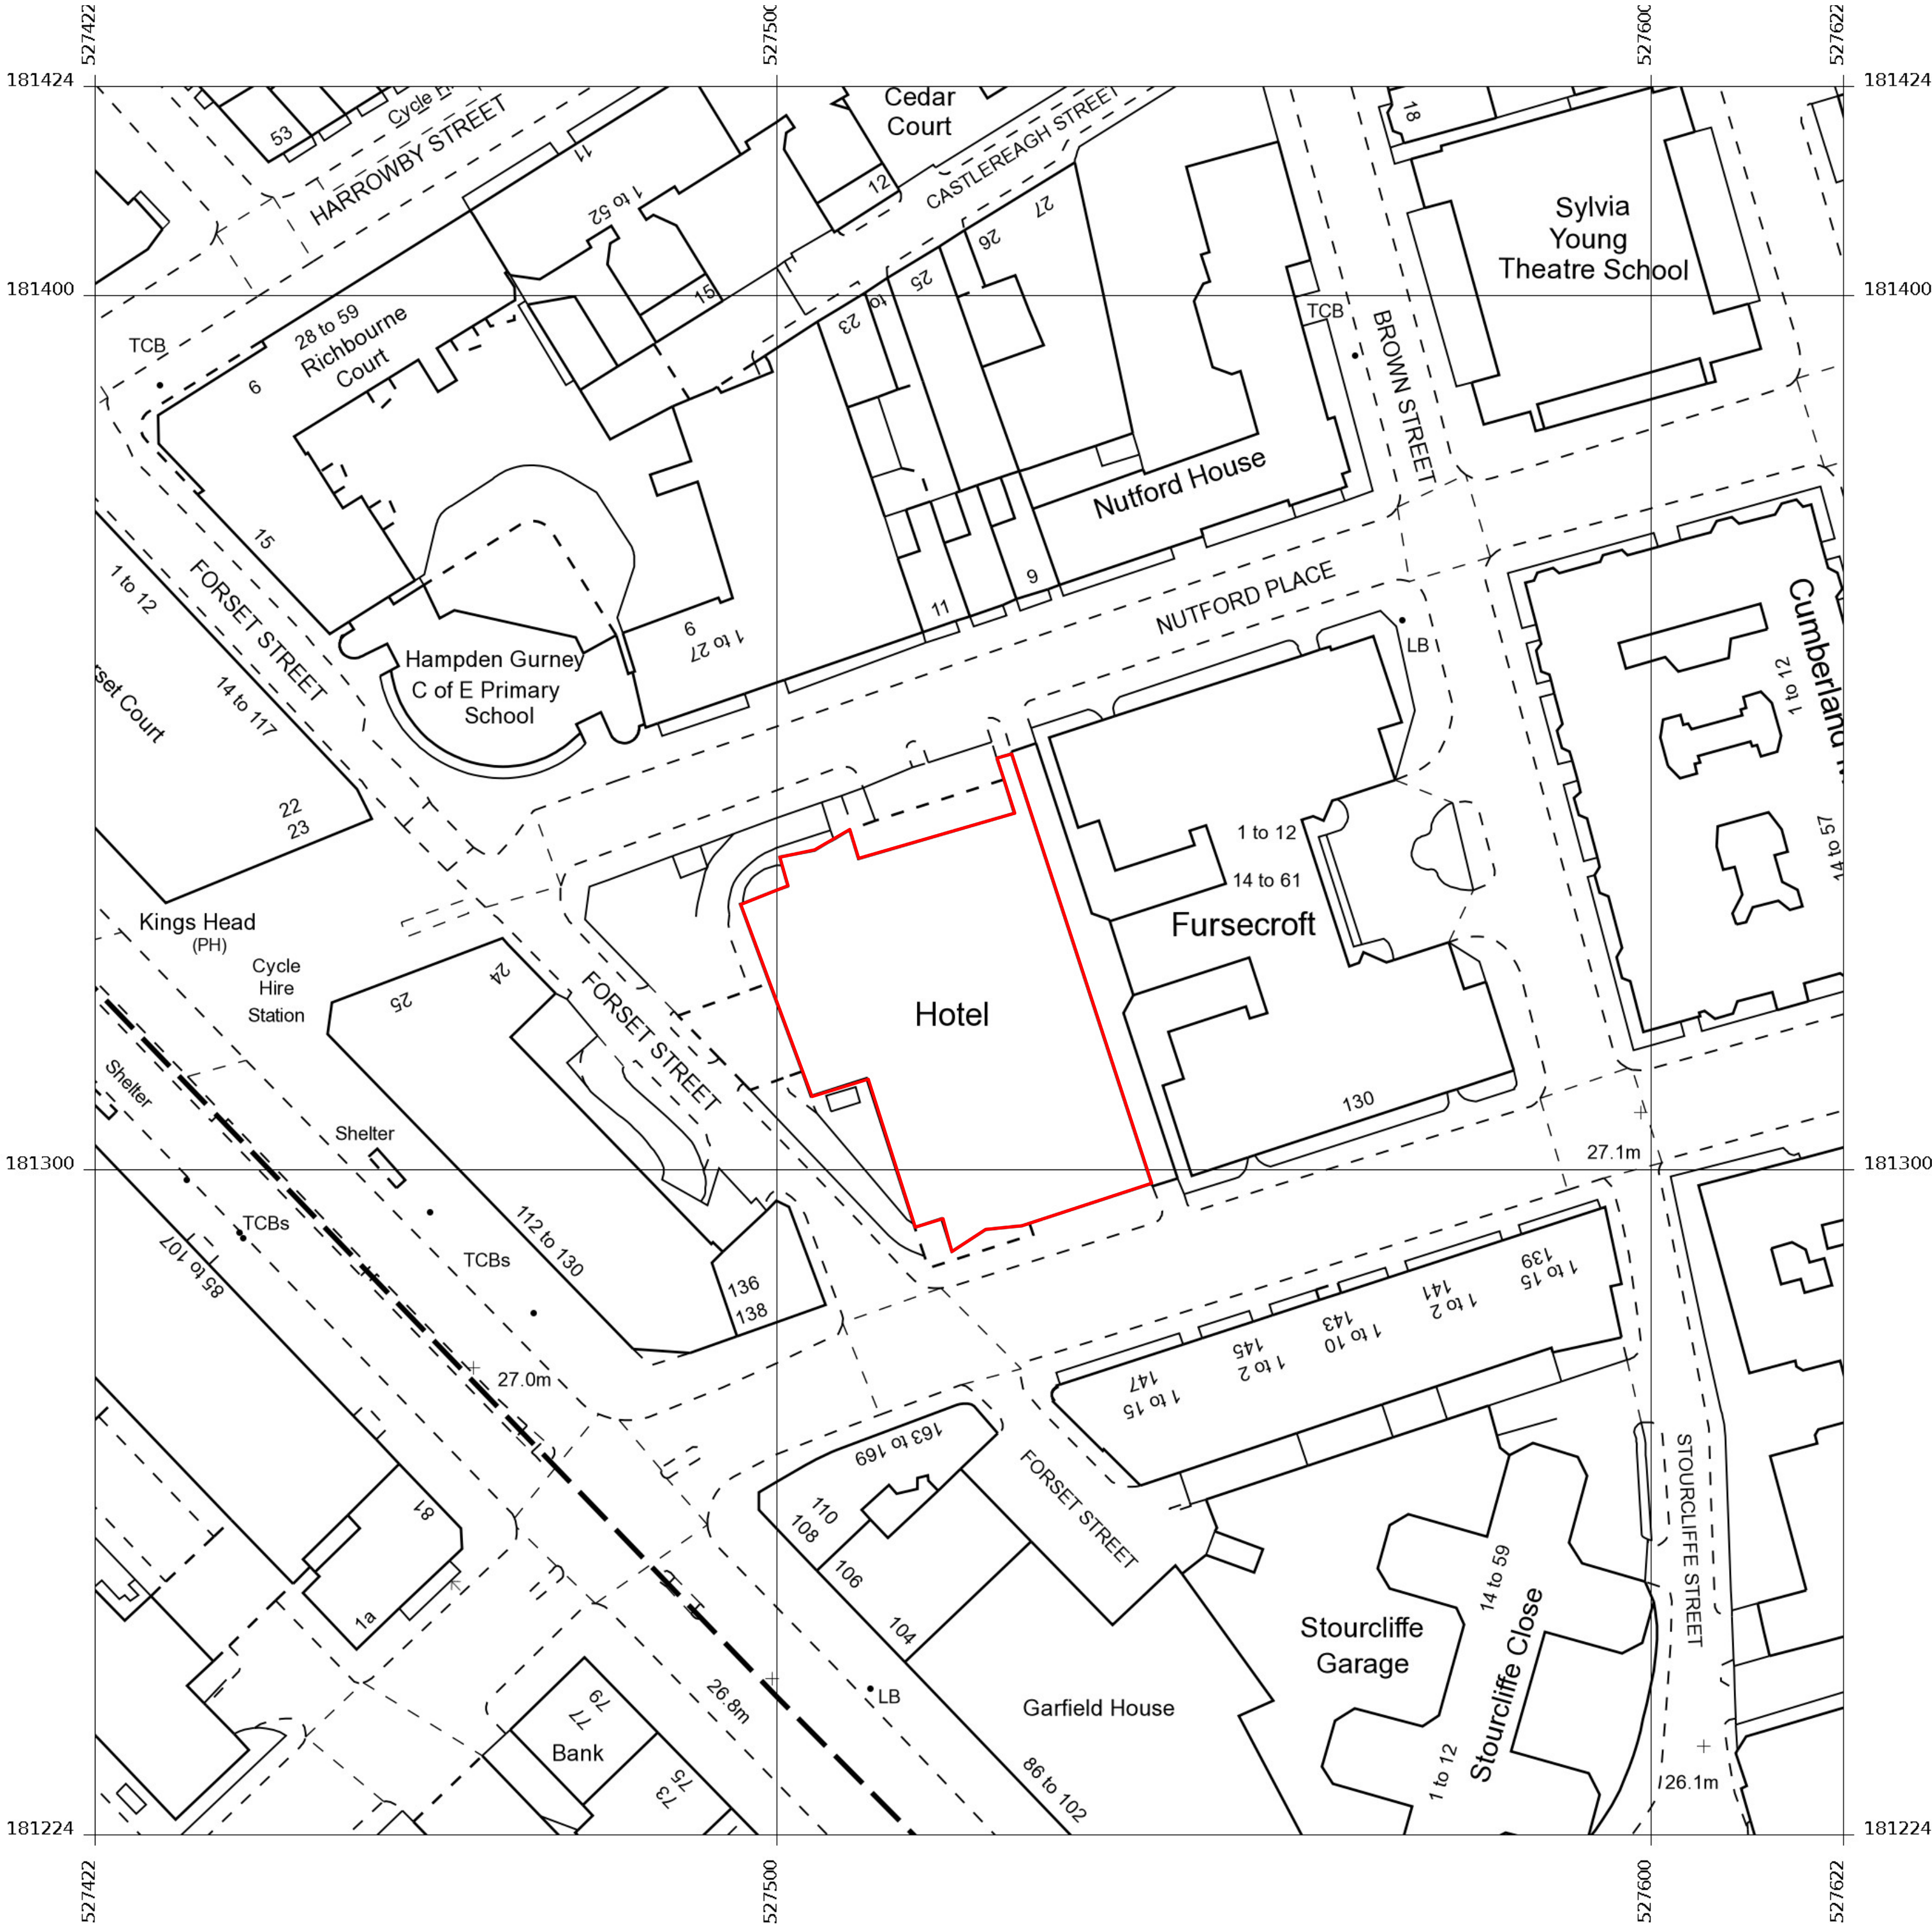 527422
527500
527600
527622
181424
181424
53
HARROWBY STREET
11
1 to 52
12
15
Cedar
Court
CASTLEREAGH STREET
27
26
25
to
23
18
Sylvia
Young
Theatre School
181400
181400
TCB
28 to 59
Richbourne
Court
6
15
TCB
BROWN STREET
Nutford House
1 to 12
FORSET STREET
14 to 117
Hampden Gurney
C of E Primary
School
9
1 to 27
11
9
NUTFORD PLACE
LB
Cumberland
1 to 12
14 to 57
set Court
22
23
1 to 12
14 to 61
Fursecroft
130
Kings Head
(PH)
Cycle
Hire
Station
25
24
FORSET STREET
Hotel
Shelter
Shelter
181300
181300
27.1m
TCBs
85 to 107
112 to 130
TCBs
136
138
27.0m
147
1 to 15
145
1 to 2
143
1 to 10
141
1 to 2
139
1 to 15
163 to 169
110
108
106
104
FORSET STREET
STOURCLIFFE STREET
81
1a
Stourcliffe
Garage
14 to 59
Stourcliffe Close
1 to 12
26.8m
LB
Garfield House
86 to 102
79
77
Bank
75
73
26.1m
181224
181224
527422
527500
527600
527622